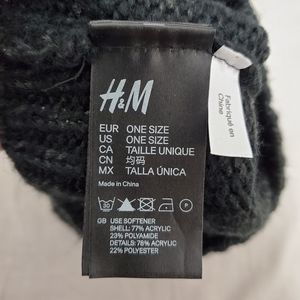 H&M
EUR ONE SIZE
US ONE SIZE
CA TAILLE UNIQUE
CN 均码
MX TALLA ÚNICA
Made in China
30
P
GB USE SOFTENER
SHELL: 77% ACRYLIC
23% POLYAMIDE
DETAILS: 78% ACRYLIC
22% POLYESTER
Fabriqué en
Chine